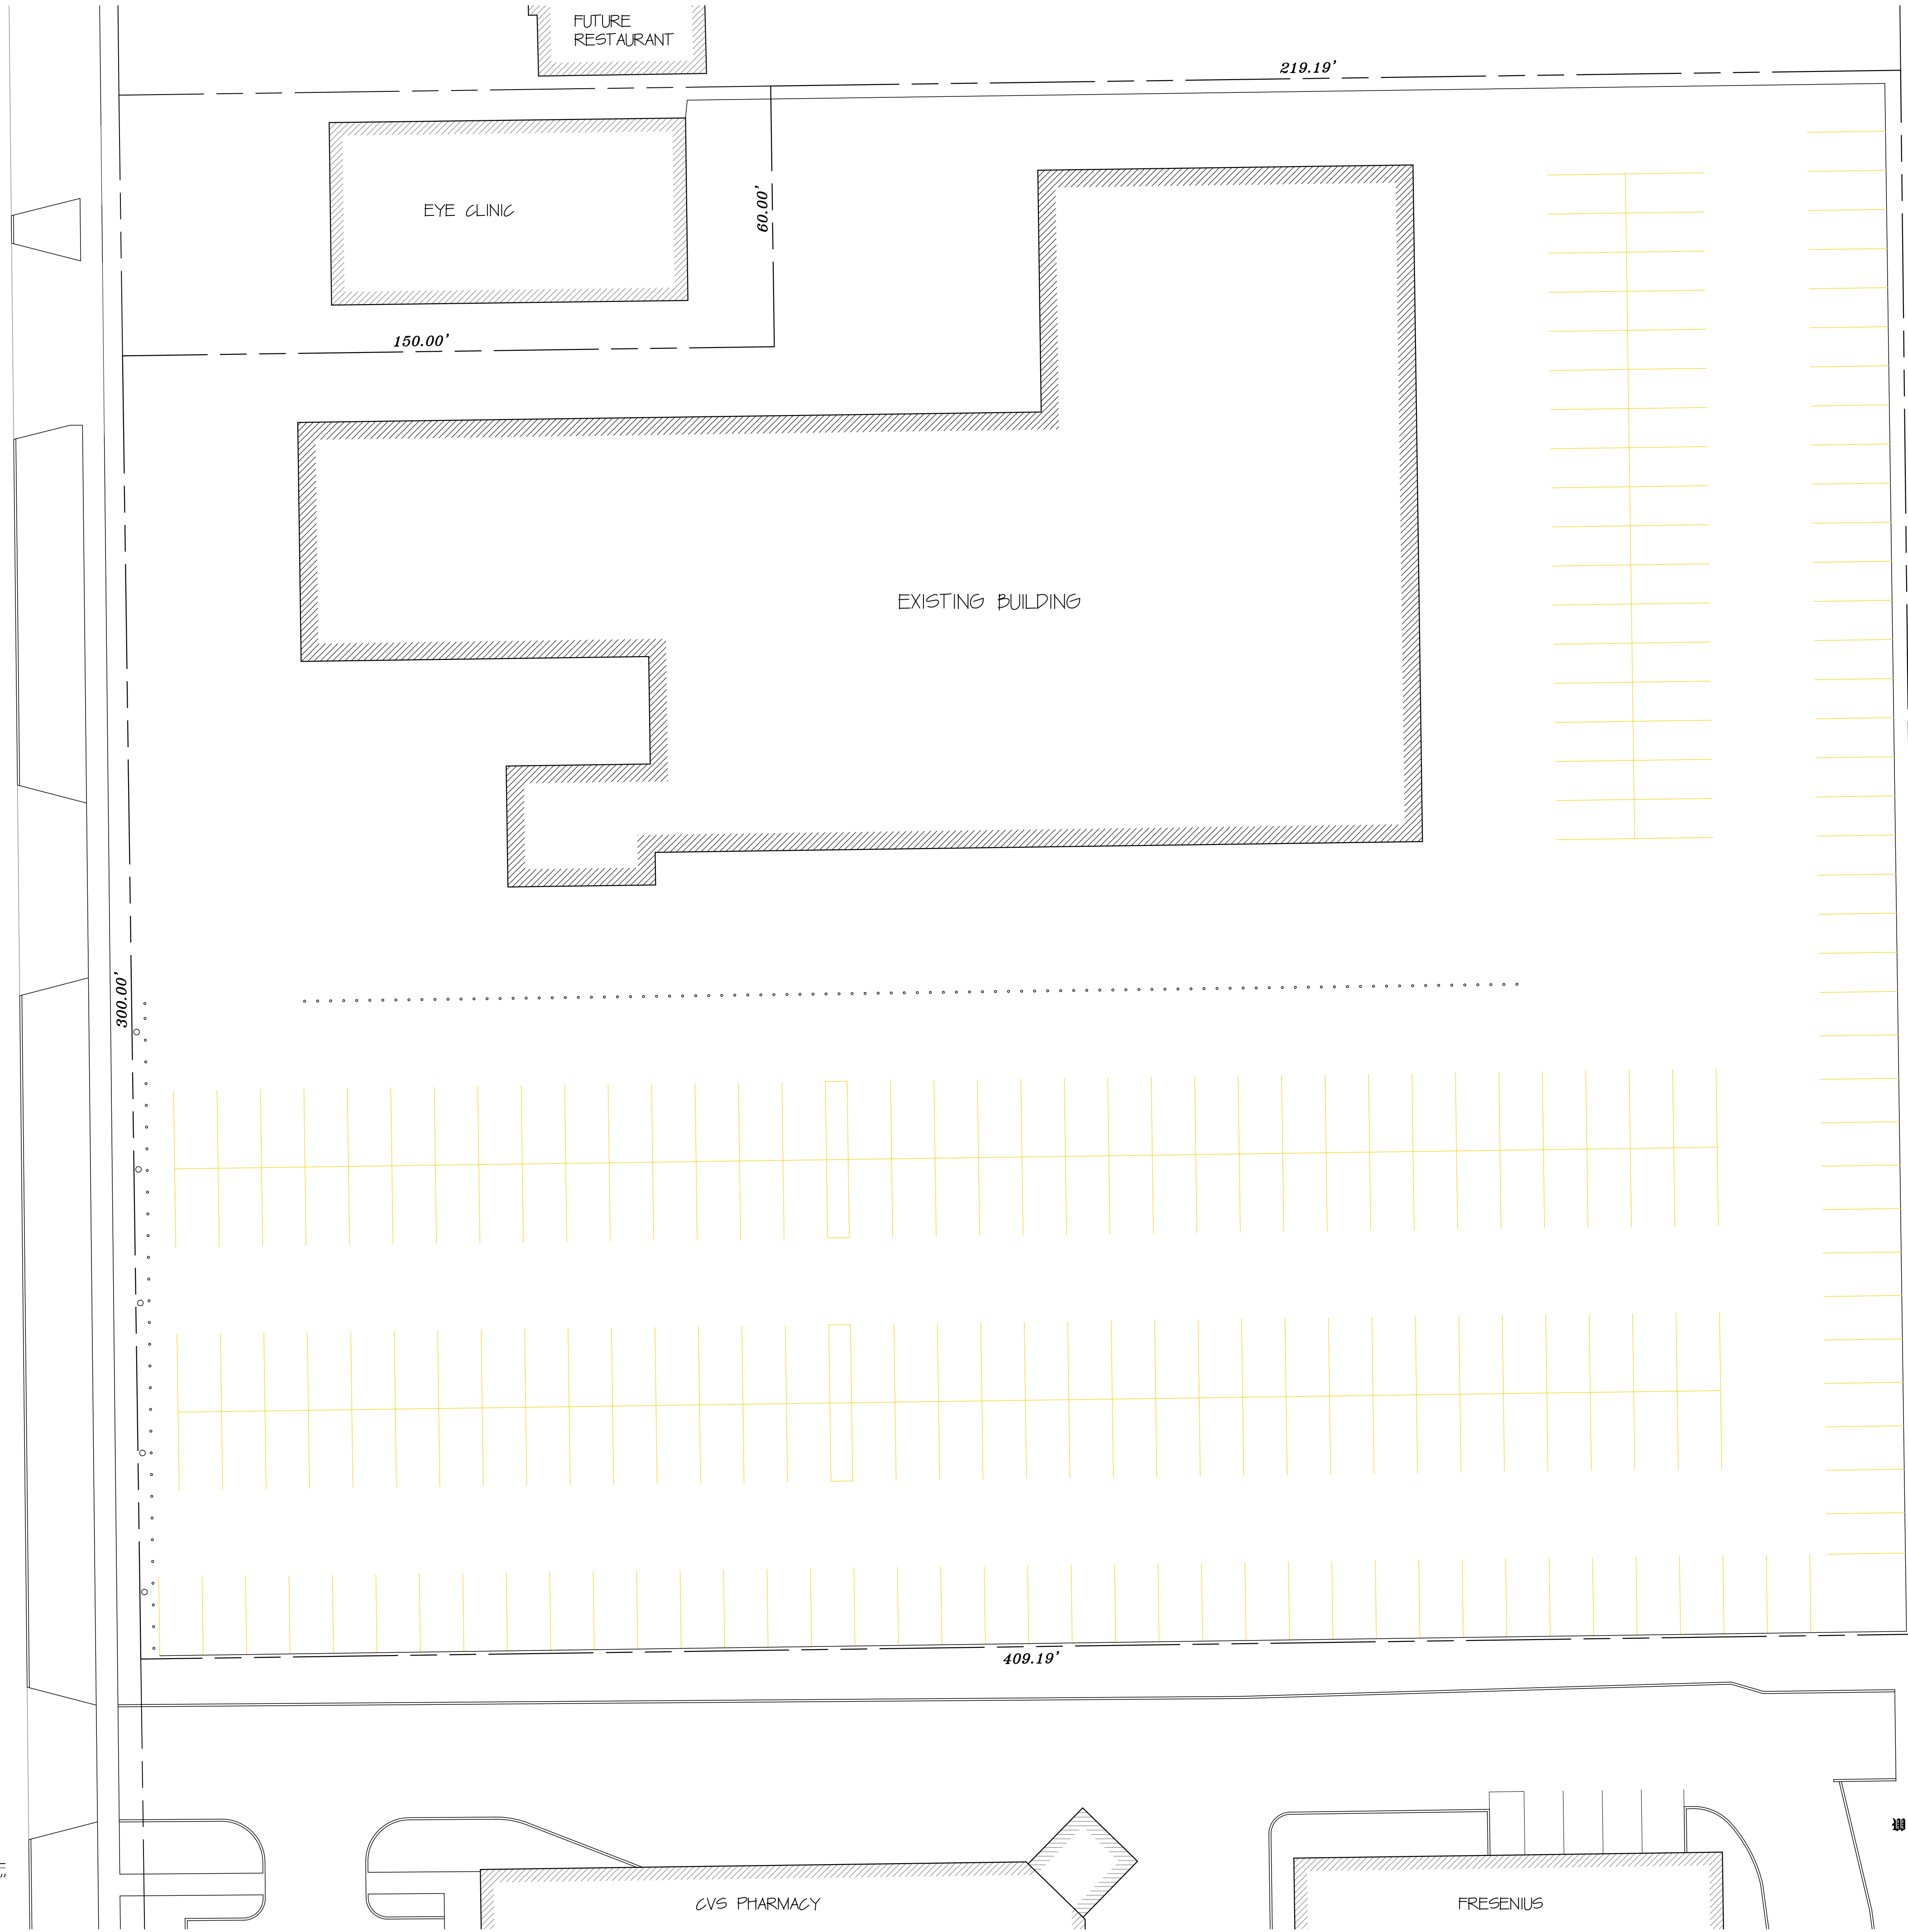 FUTURE
RESTAURANT
219.19'
EYE CLINIC
60.00'
150.00'
EXISTING BUILDING
300.00'
409.19'
CVS PHARMACY
FRESENIUS